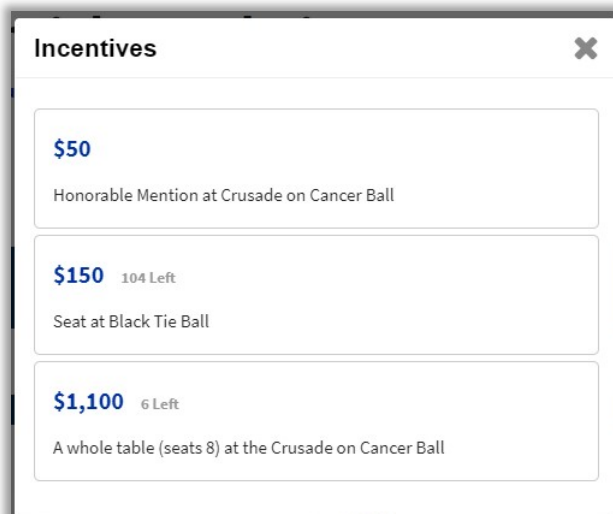 Incentives
$50
Honorable Mention at Crusade on Cancer Ball
$150 104 Left
Seat at Black Tie Ball
$1,100 6 Left
A whole table (seats 8) at the Crusade on Cancer Ball